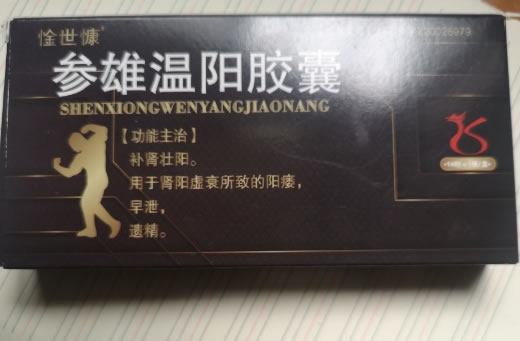 惍世慷
参雄温阳胶囊
SHENXIONGWENYANGJIAONANG
【功能主治】
补肾壮阳。
用于肾阳虚衰所致的阳痿，
早泄，
遗精。